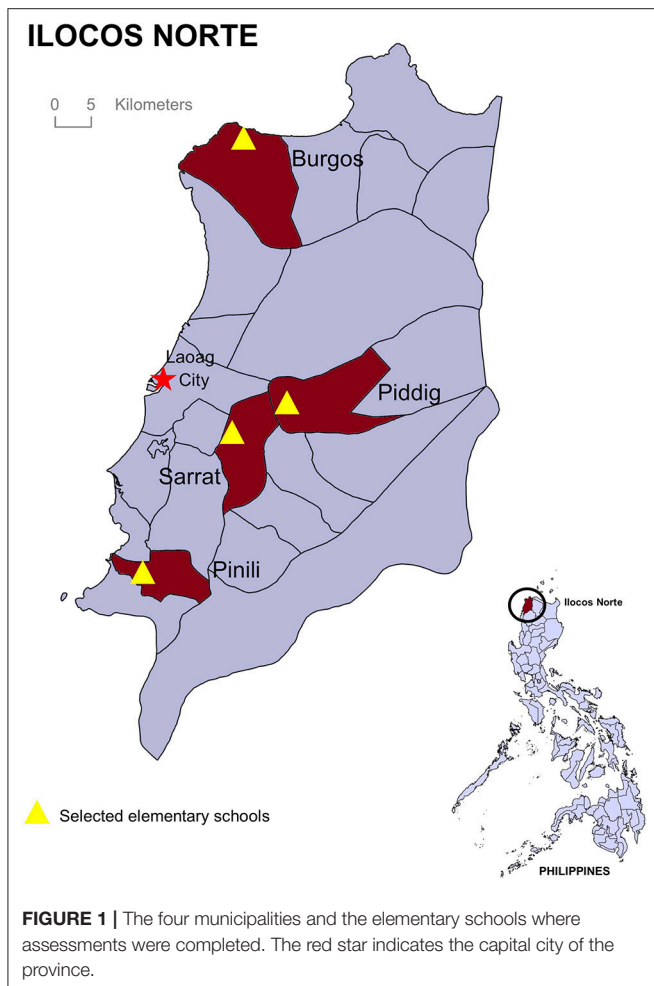 ILOCOS NORTE
0 5 Kilometers
Burgos
Laoag
City
Piddig
Sarrat
Pinili
Ilocos Norte
Selected elementary schools
PHILIPPINES
FIGURE 1 | The four municipalities and the elementary schools where
assessments were completed. The red star indicates the capital city of the
province.